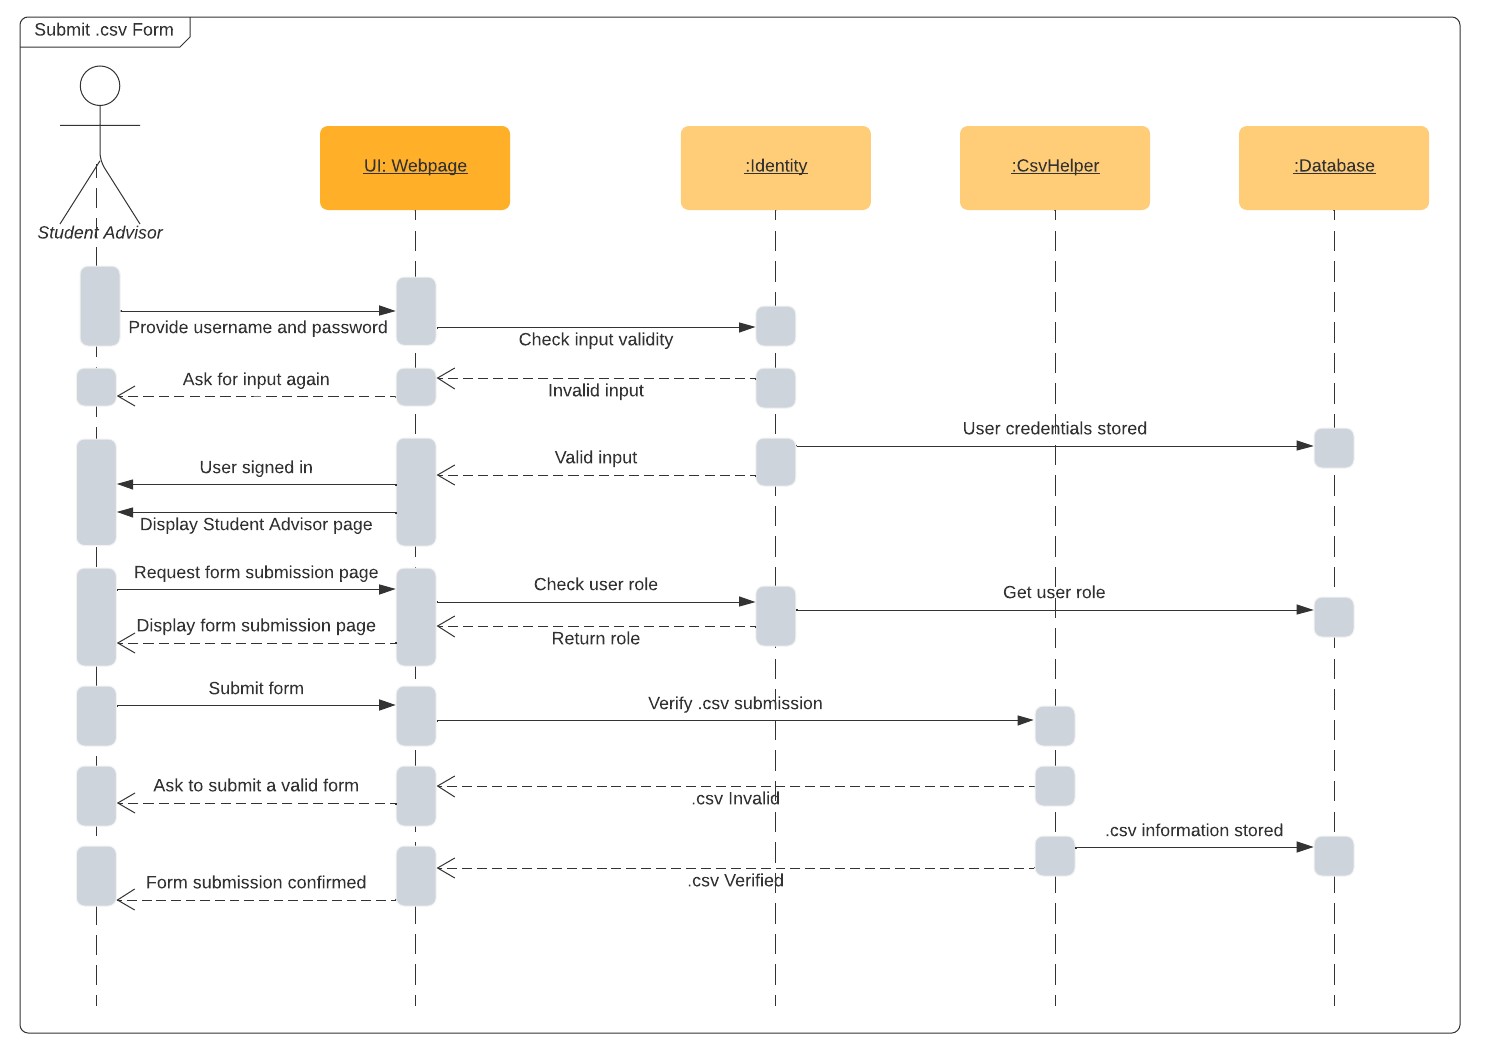 Submit .csv Form
UI: Webpage
:Identity
:CsvHelper
:Database
Student Advisor
Provide username and password
Check input validity
Ask for input again
Invalid input
User credentials stored
Valid input
User signed in
Display Student Advisor page
Request form submission page
Check user role
Get user role
Display form submission page
Return role
Submit form
Verify .csv submission
Ask to submit a valid form
.csv Invalid
.csv information stored
.csv Verified
Form submission confirmed